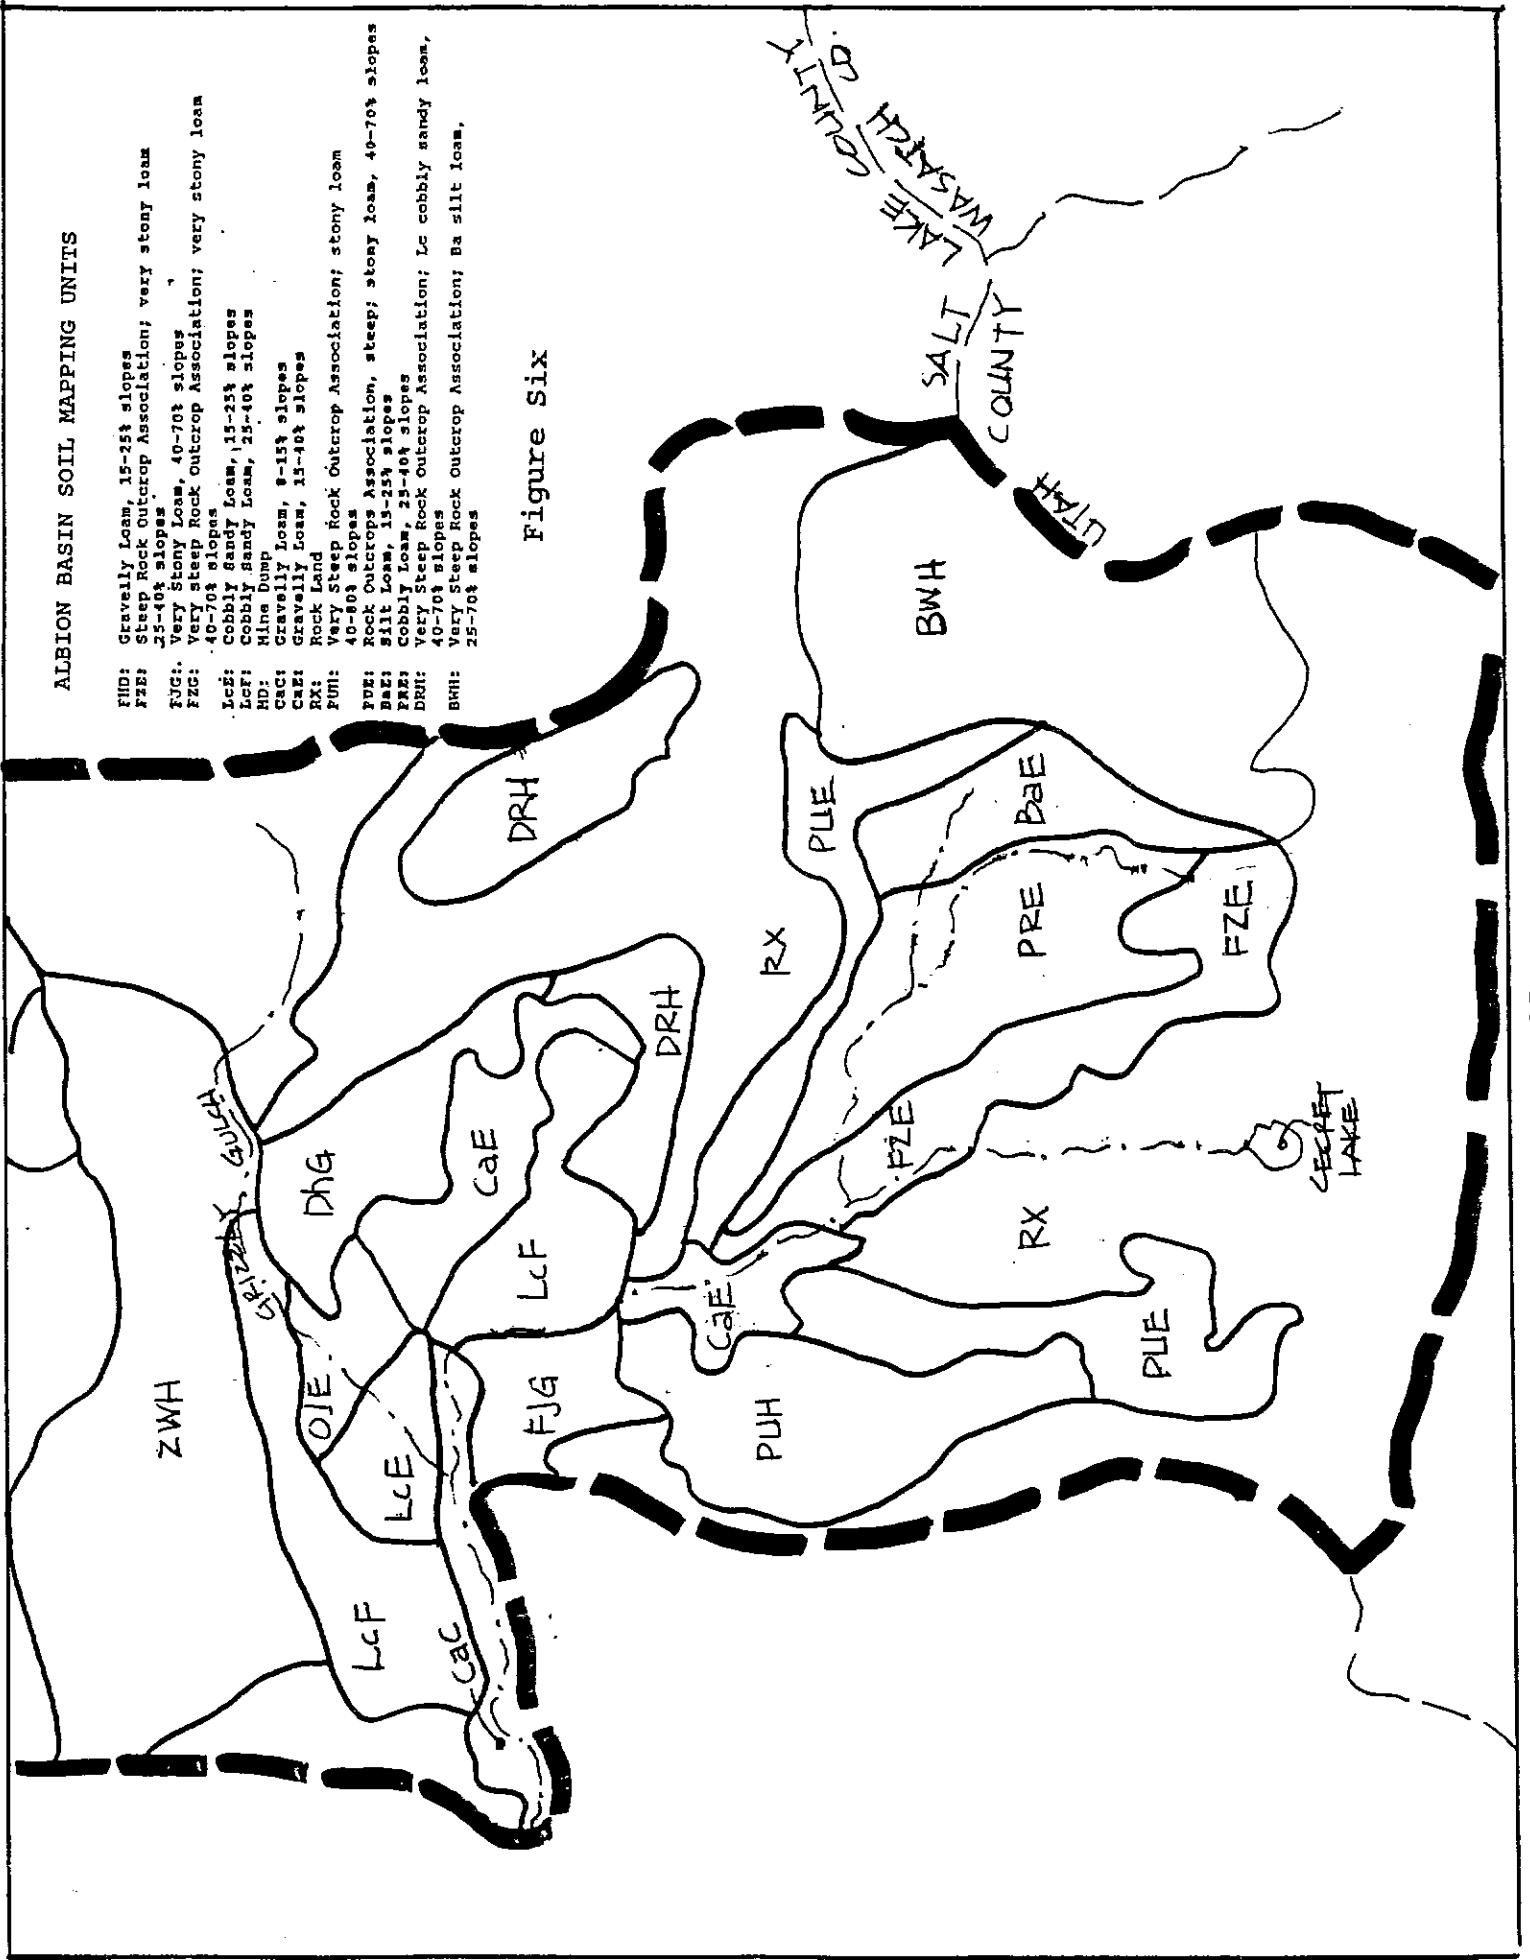 ALBION BASIN SOIL MAPPING UNITS
FHD: Gravelly Loam, 15-25% slopes
FZE: Steep Rock Outcrop Association; very stony loam
25-40% slopes
FJG: Very Stony Loam, 40-70% slopes
FZG: Very steep Rock Outcrop Association; very stony loam
40-70% slopes
LcE: Cobbly Sandy Loam, 15-25% slopes
LcF: Cobbly Sandy Loam, 25-40% slopes
MD: Mine Dump
CaC: Gravelly Loam, 8-15% slopes
CaE: Gravelly Loam, 15-40% slopes
RX: Rock Land
PUH: Very Steep Rock Outcrop Association; stony loam
40-80% slopes
PUE: Rock Outcrops Association, steep; stony loam, 40-70% slopes
BaE: Silt Loam, 15-25% slopes
PRE: Cobbly Loam, 25-40% slopes
DRH: Very Steep Rock Outcrop Association; Lc cobbly sandy loam,
40-70% slopes
BWH: Very Steep Rock Outcrop Association; Ba silt loam,
25-70% slopes
Figure Six
SALT LAKE COUNTY
WASATCH CO.
COUNTY
UTAH
ZWH
GRIZZLY GULCH
DhG
OJE
LcE
LcF
CaC
CaE
LcF
FJG
DRH
DRH
RX
PUE
BWH
BaE
PRE
FZE
FZE
CaE
PUH
RX
PUE
CECRET
LAKE